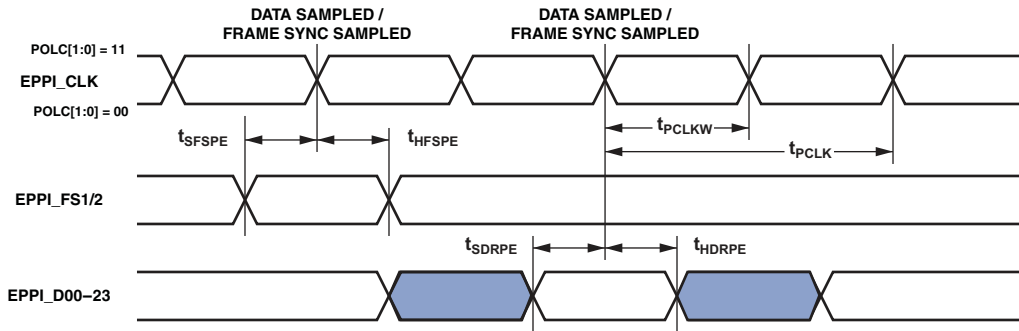 DATA SAMPLED /
FRAME SYNC SAMPLED
DATA SAMPLED /
FRAME SYNC SAMPLED
POLC[1:0] = 11
EPPI_CLK
POLC[1:0] = 00
tSFSPE
tHFSPE
tPCLKW
tPCLK
EPPI_FS1/2
tSDRPE
tHDRPE
EPPI_D00–23